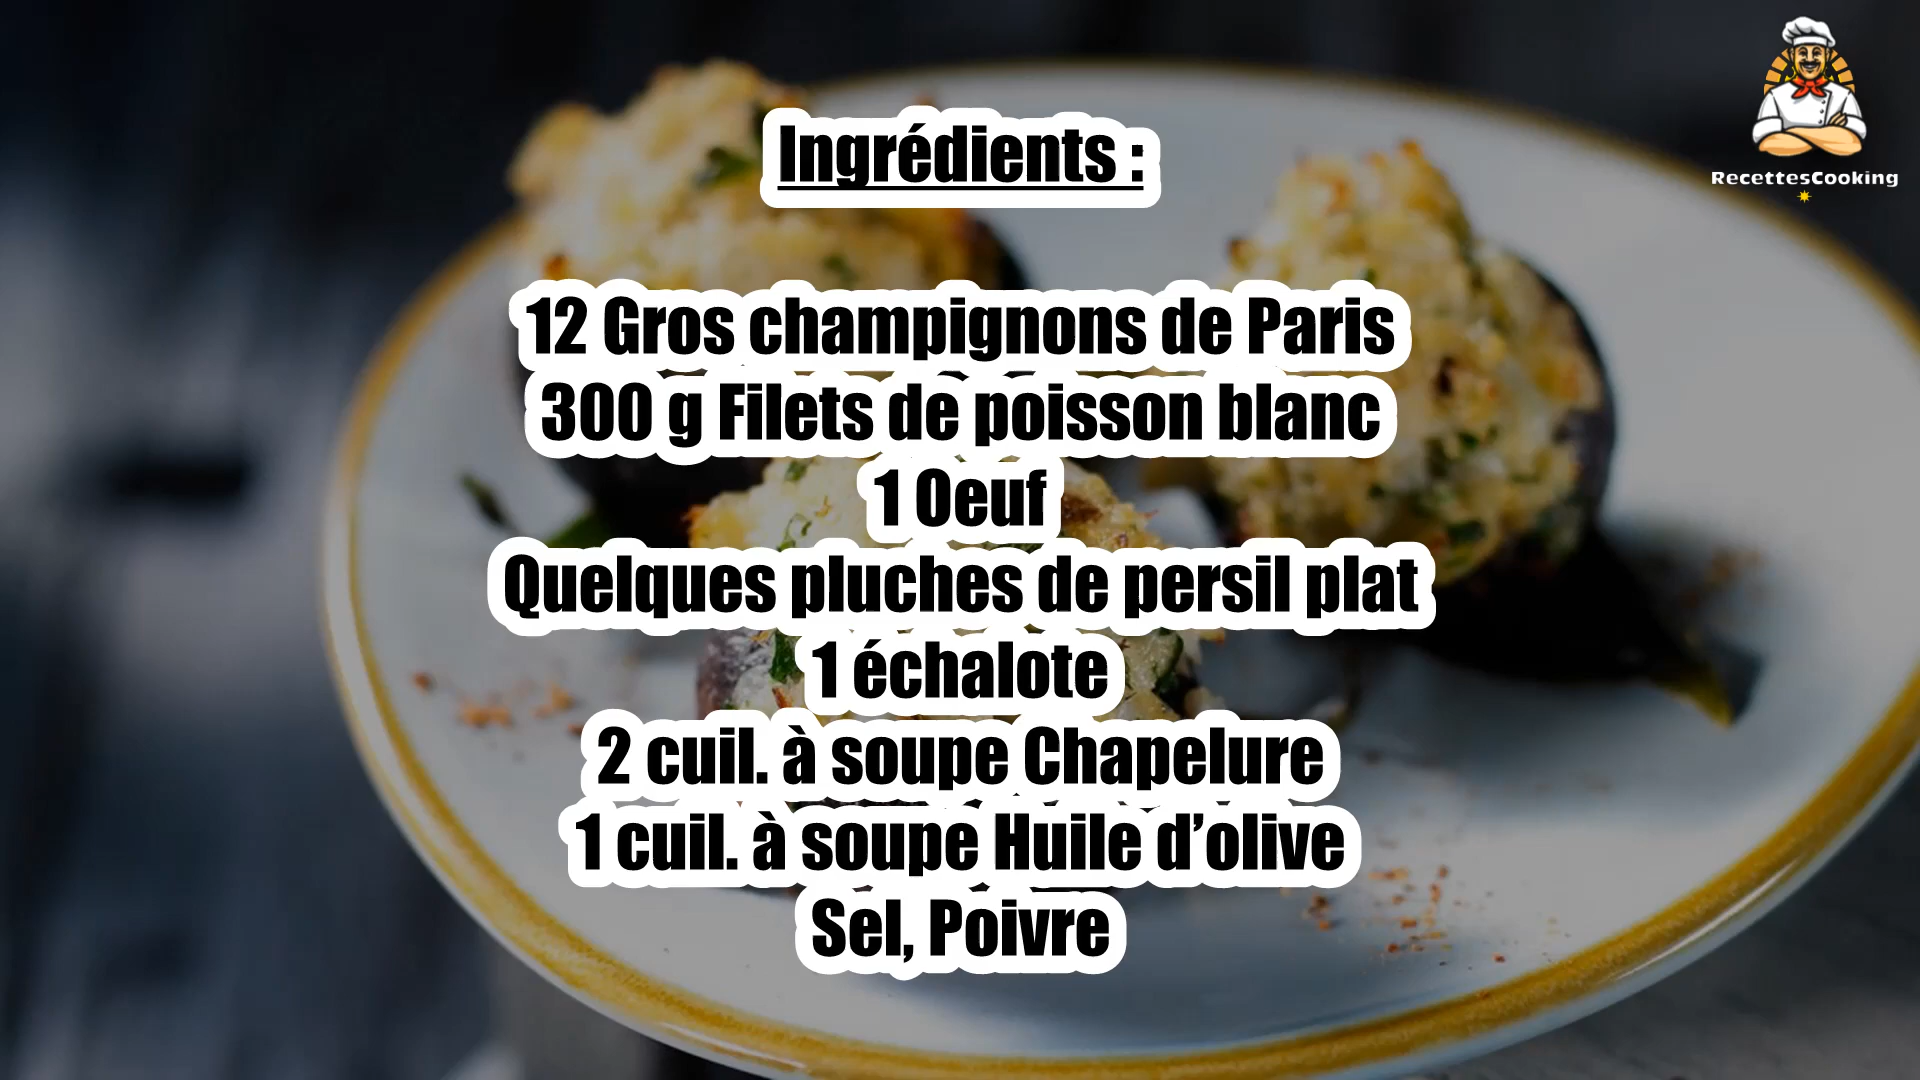 RecettesCooking
Ingrédients :
12 Gros champignons de Paris
300 g Filets de poisson blanc
1 Oeuf
Quelques pluches de persil plat
1 échalote
2 cuil. à soupe Chapelure
1 cuil. à soupe Huile d’olive
Sel, Poivre